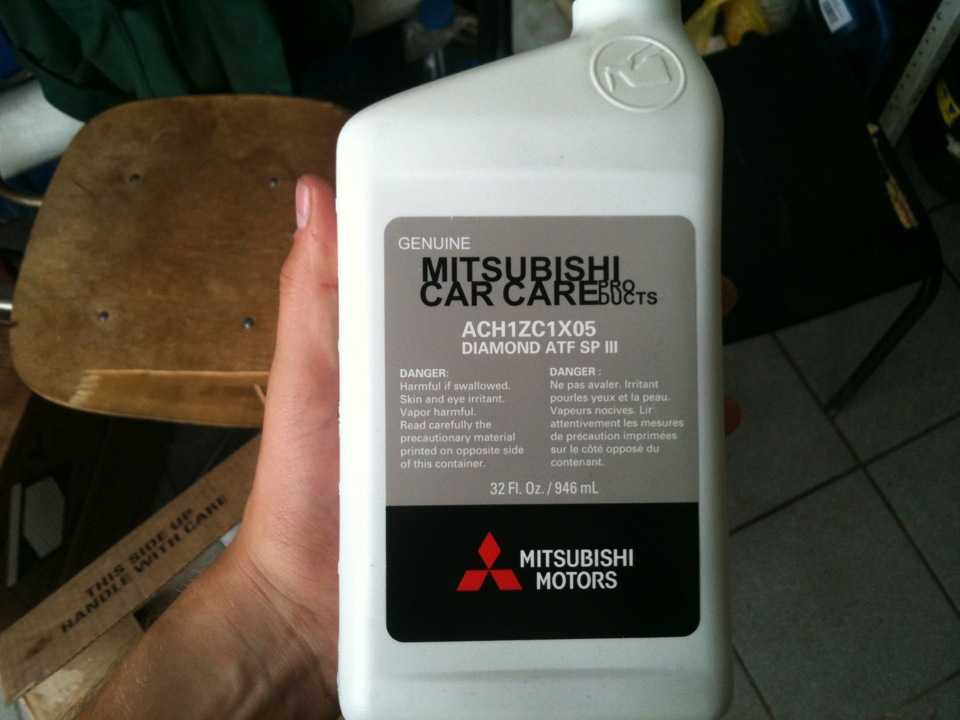 GENUINE
MITSUBISHI
CAR CARE PRO
DUCTS
ACH1ZC1X05
DIAMOND ATF SP III
DANGER:
Harmful if swallowed.
Skin and eye irritant.
Vapor harmful.
Read carefully the
precautionary material
printed on opposite side
of this container.
DANGER :
Ne pas avaler. Irritant
pourles yeux et la peau.
Vapeurs nocives. Lir
attentivement les mesures
de précaution imprimées
sur le côté opposé du
contenant.
32 Fl. Oz. / 946 mL
MITSUBISHI
MOTORS
THIS SIDE UP
HANDLE WITH CARE